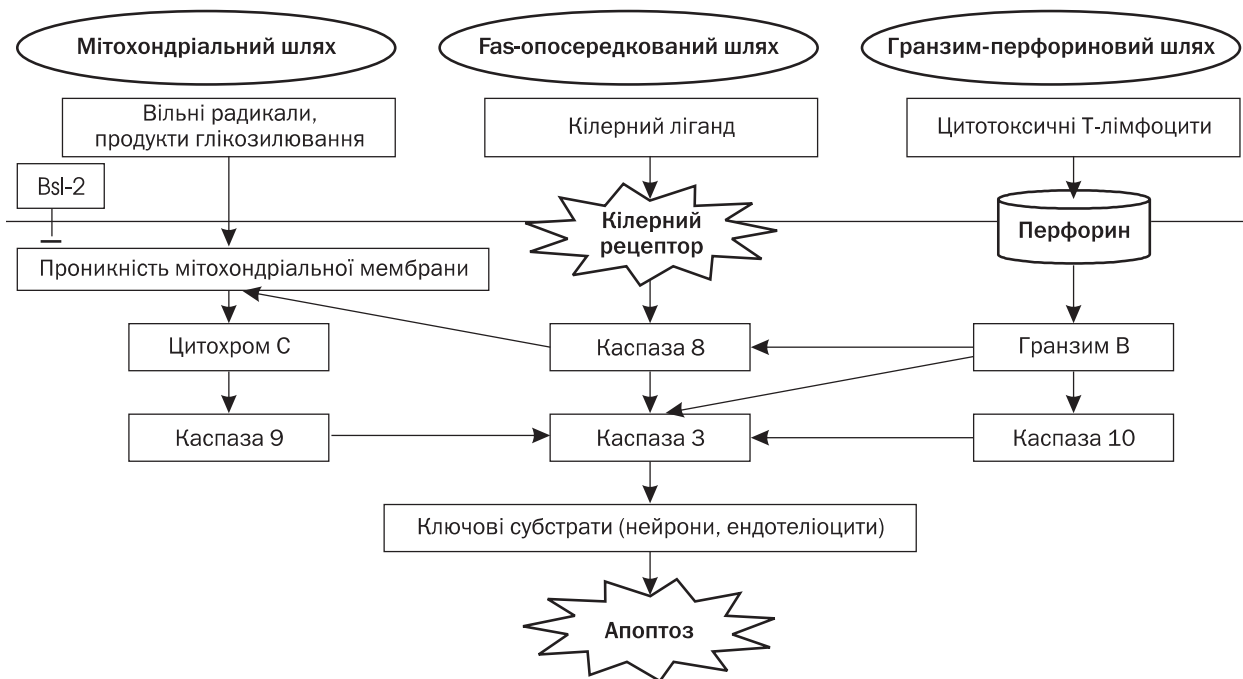 Мітохондріальний шлях
Fas-опосередкований шлях
Гранзим-перфориновий шлях
Вільні радикали,
продукти глікозилювання
Кілерний ліганд
Цитотоксичні Т-лімфоцити
Bsl-2
Кілерний
рецептор
Перфорин
Проникність мітохондріальної мембрани
Цитохром С
Каспаза 8
Гранзим В
Каспаза 9
Каспаза 3
Каспаза 10
Ключові субстрати (нейрони, ендотеліоцити)
Апоптоз